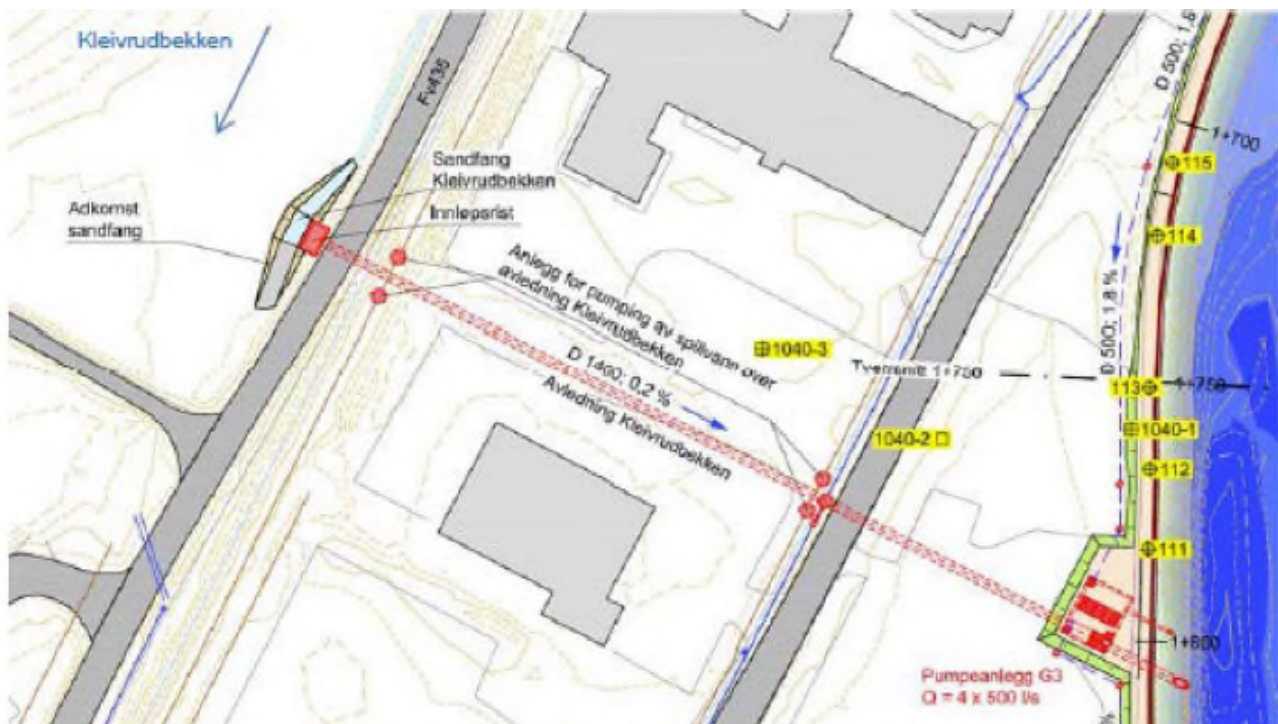 Kleivrudbekken
Fv435
D 500; 1,8
1+700
115
Sandfang
Kleivrudbekken
Innløpsrist
Adkomst
sandfang
114
Anlegg for pumping av spillvann over
avledning Kleivrudbekken
D 500; 1,8 %
1040-3
D 1400; 0,2 %
Tverrsnitt 1+750
113
1+750
Avledning Kleivrudbekken
1040-2
1040-1
112
111
1+800
Pumpeanlegg G3
Q = 4 x 500 l/s
%